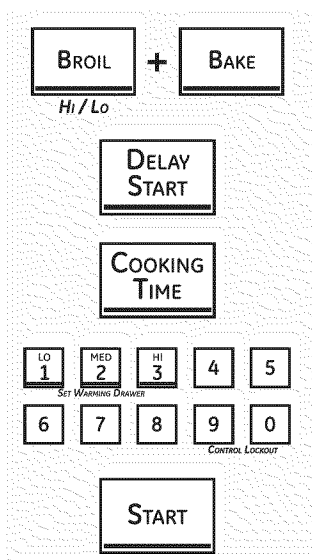 BROIL + BAKE
HI / LO
DELAY
START
COOKING
TIME
LO MED HI
1 2 3 4 5
SET WARMING DRAWER
6 7 8 9 0
CONTROL LOCKOUT
START